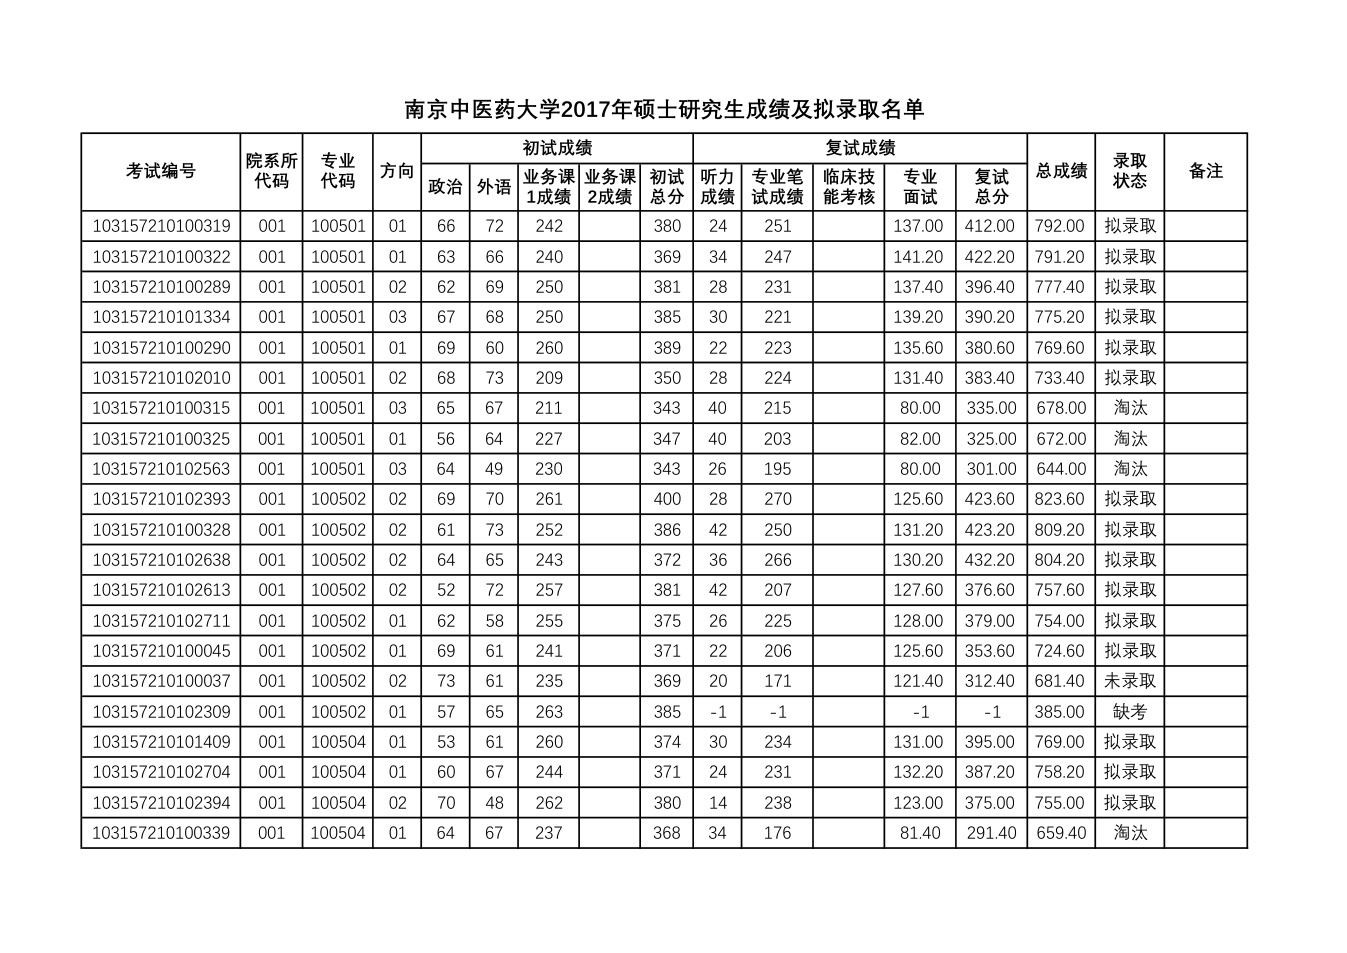 南京中医药大学2017年硕士研究生成绩及拟录取名单
考试编号 院系所代码 专业代码 方向 初试成绩 复试成绩 总成绩 录取状态 备注
政治 外语 业务课1成绩 业务课2成绩 初试总分 听力成绩 专业笔试成绩 临床技能考核 专业面试 复试总分
103157210100319 001 100501 01 66 72 242 380 24 251 137.00 412.00 792.00 拟录取
103157210100322 001 100501 01 63 66 240 369 34 247 141.20 422.20 791.20 拟录取
103157210100289 001 100501 02 62 69 250 381 28 231 137.40 396.40 777.40 拟录取
103157210101334 001 100501 03 67 68 250 385 30 221 139.20 390.20 775.20 拟录取
103157210100290 001 100501 01 69 60 260 389 22 223 135.60 380.60 769.60 拟录取
103157210102010 001 100501 02 68 73 209 350 28 224 131.40 383.40 733.40 拟录取
103157210100315 001 100501 03 65 67 211 343 40 215 80.00 335.00 678.00 淘汰
103157210100325 001 100501 01 56 64 227 347 40 203 82.00 325.00 672.00 淘汰
103157210102563 001 100501 03 64 49 230 343 26 195 80.00 301.00 644.00 淘汰
103157210102393 001 100502 02 69 70 261 400 28 270 125.60 423.60 823.60 拟录取
103157210100328 001 100502 02 61 73 252 386 42 250 131.20 423.20 809.20 拟录取
103157210102638 001 100502 02 64 65 243 372 36 266 130.20 432.20 804.20 拟录取
103157210102613 001 100502 02 52 72 257 381 42 207 127.60 376.60 757.60 拟录取
103157210102711 001 100502 01 62 58 255 375 26 225 128.00 379.00 754.00 拟录取
103157210100045 001 100502 01 69 61 241 371 22 206 125.60 353.60 724.60 拟录取
103157210100037 001 100502 02 73 61 235 369 20 171 121.40 312.40 681.40 未录取
103157210102309 001 100502 01 57 65 263 385 -1 -1 -1 -1 385.00 缺考
103157210101409 001 100504 01 53 61 260 374 30 234 131.00 395.00 769.00 拟录取
103157210102704 001 100504 01 60 67 244 371 24 231 132.20 387.20 758.20 拟录取
103157210102394 001 100504 02 70 48 262 380 14 238 123.00 375.00 755.00 拟录取
103157210100339 001 100504 01 64 67 237 368 34 176 81.40 291.40 659.40 淘汰